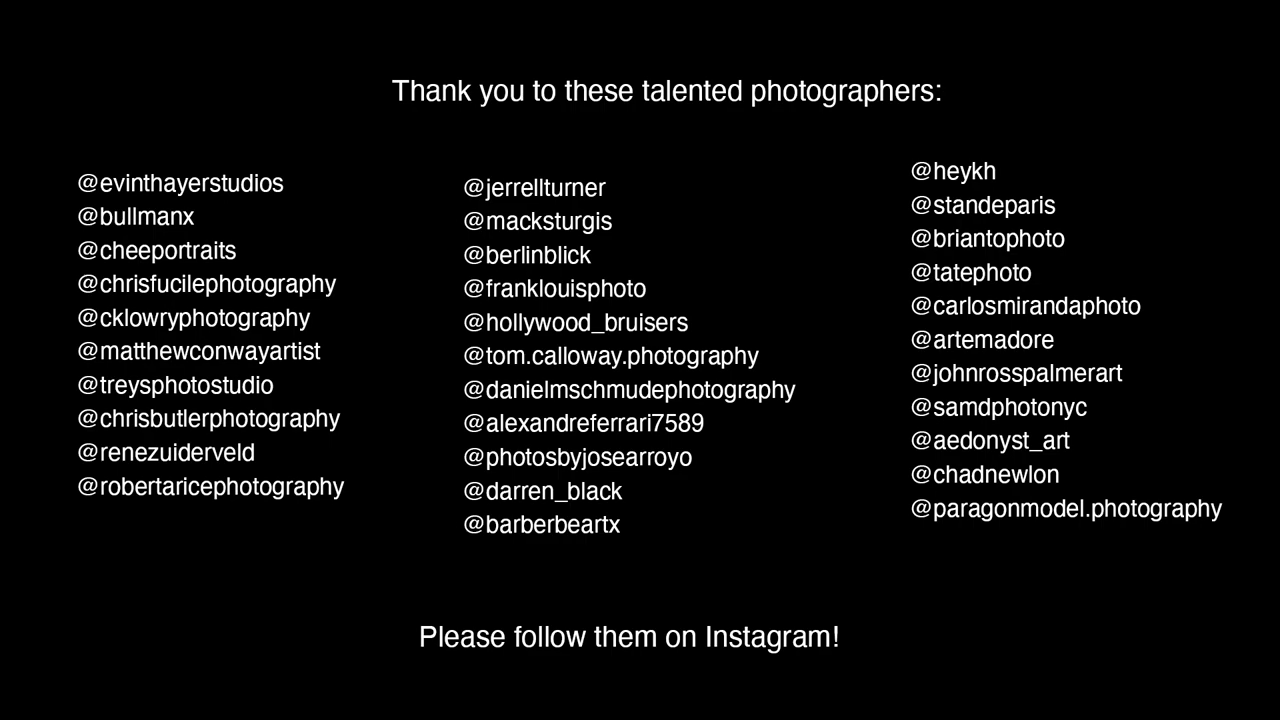 Thank you to these talented photographers:
@evinthayerstudios
@bullmanx
@cheeportraits
@chrisfucilephotography
@cklowryphotography
@matthewconwayartist
@treysphotostudio
@chrisbutlerphotography
@renezuiderveld
@robertaricephotography
@jerrellturner
@macksturgis
@berlinblick
@franklouisphoto
@hollywood_bruisers
@tom.calloway.photography
@danielmschmudephotography
@alexandreferrari7589
@photosbyjosearroyo
@darren_black
@barberbeartx
@heykh
@standeparis
@briantophoto
@tatephoto
@carlosmirandaphoto
@artemadore
@johnrosspalmerart
@samdphotonyc
@aedonyst_art
@chadnewlon
@paragonmodel.photography
Please follow them on Instagram!